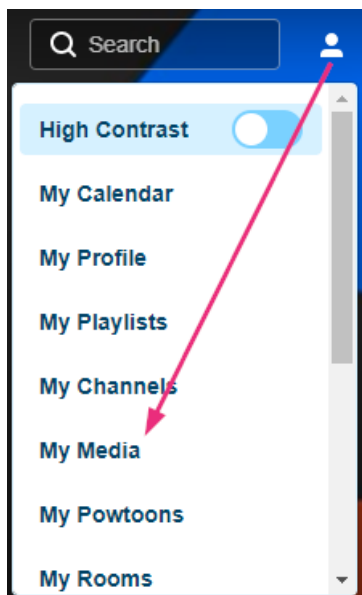 Search
High Contrast
My Calendar
My Profile
My Playlists
My Channels
My Media
My Powtoons
My Rooms